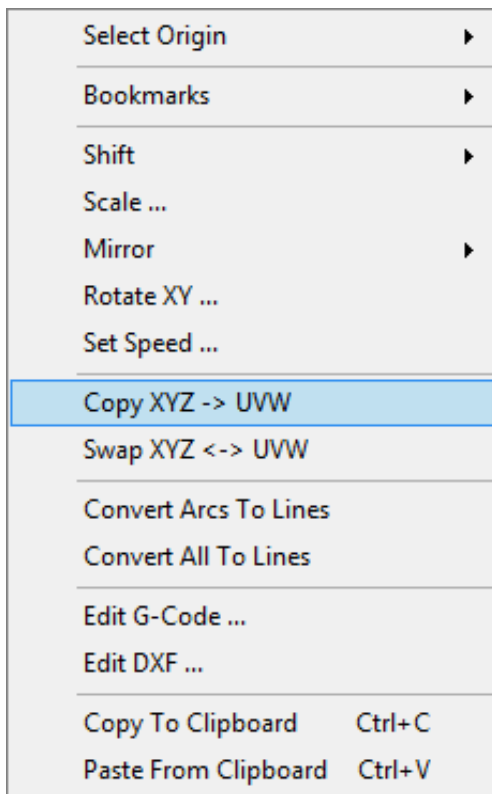 Select Origin
Bookmarks
Shift
Scale ...
Mirror
Rotate XY ...
Set Speed ...
Copy XYZ -> UVW
Swap XYZ <-> UVW
Convert Arcs To Lines
Convert All To Lines
Edit G-Code ...
Edit DXF ...
Copy To Clipboard Ctrl+C
Paste From Clipboard Ctrl+V